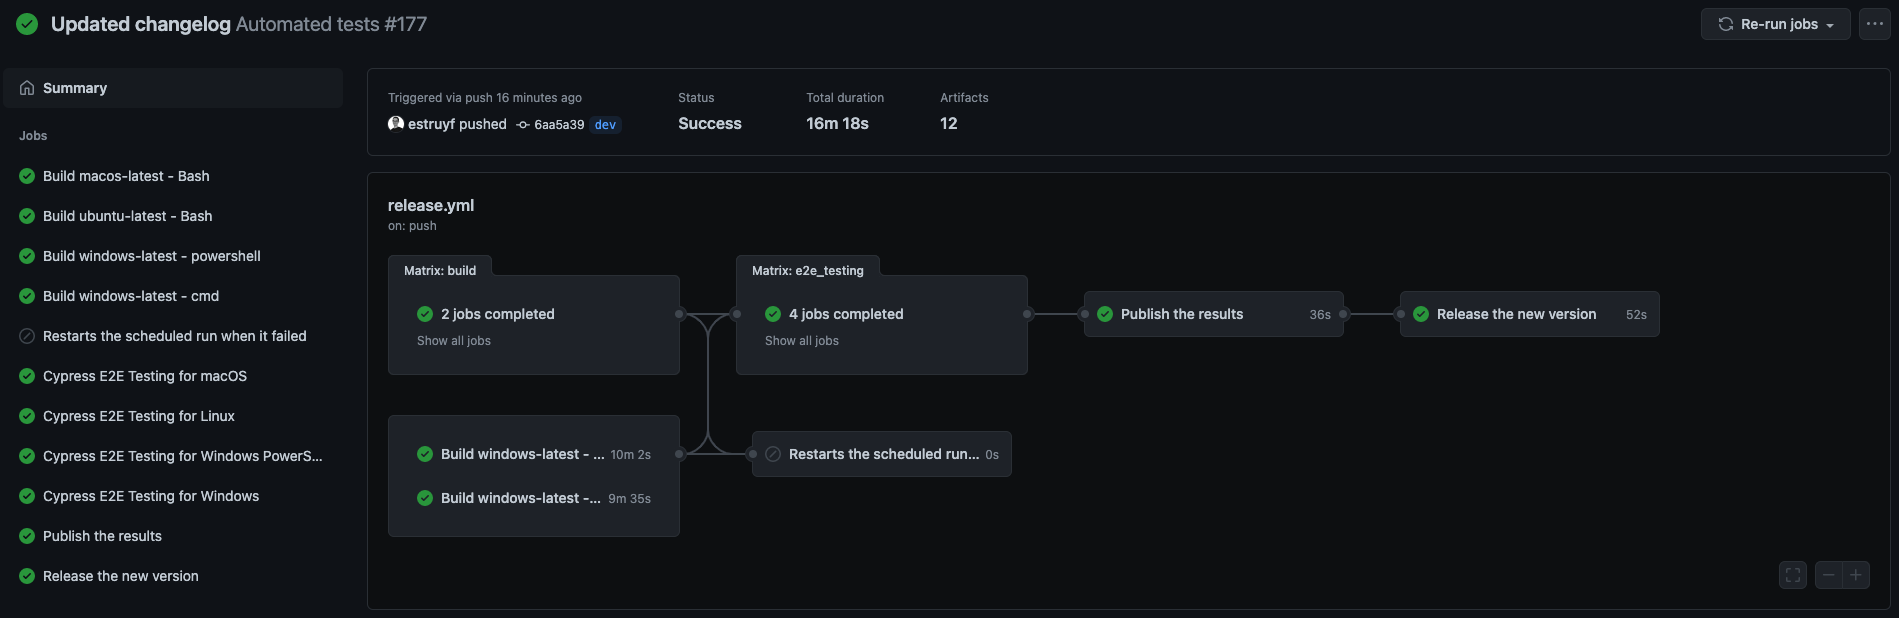 Updated changelog Automated tests #177
Re-run jobs
Summary
Jobs
Build macos-latest - Bash
Build ubuntu-latest - Bash
Build windows-latest - powershell
Build windows-latest - cmd
Restarts the scheduled run when it failed
Cypress E2E Testing for macOS
Cypress E2E Testing for Linux
Cypress E2E Testing for Windows PowerS...
Cypress E2E Testing for Windows
Publish the results
Release the new version
Triggered via push 16 minutes ago
estruyf pushed 6aa5a39 dev
Status
Success
Total duration
16m 18s
Artifacts
12
release.yml
on: push
Matrix: build
2 jobs completed
Show all jobs
Matrix: e2e_testing
4 jobs completed
Show all jobs
Publish the results 36s
Release the new version 52s
Build windows-latest - ... 10m 2s
Build windows-latest -... 9m 35s
Restarts the scheduled run... 0s